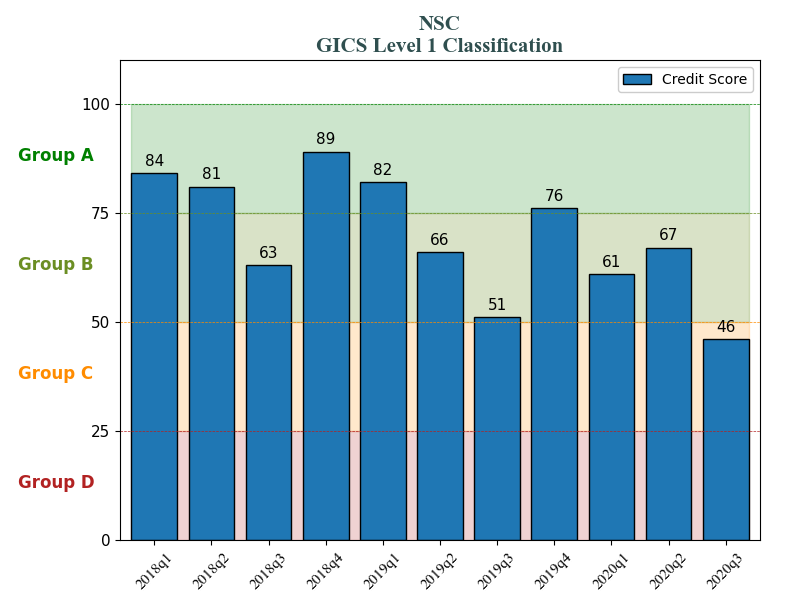 NSC
GICS Level 1 Classification
Credit Score
100
Group A
84
81
63
89
82
66
51
76
61
67
46
75
Group B
50
Group C
25
Group D
0
2018q1
2018q2
2018q3
2018q4
2019q1
2019q2
2019q3
2019q4
2020q1
2020q2
2020q3